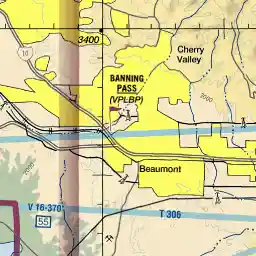 3400
Cherry
Valley
10
BANNING
PASS
(VPLBP)
Beaumont
V 16-370
T 306
55